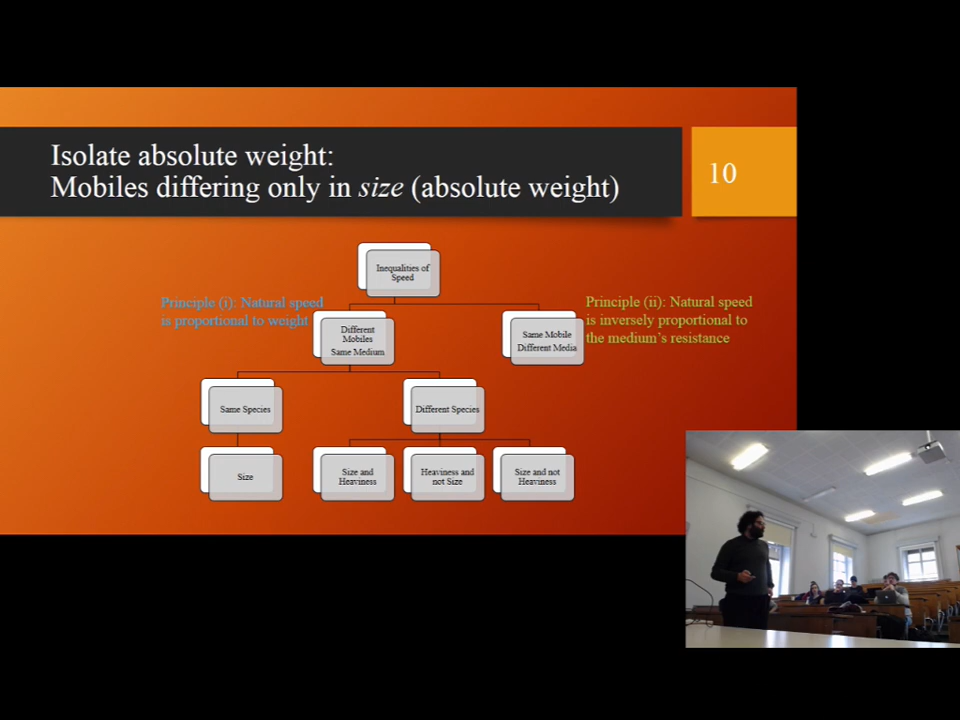 Isolate absolute weight:
Mobiles differing only in size (absolute weight)
10
Inequalities of
Speed
Principle (i): Natural speed
is proportional to weight
Different
Mobiles
Same Medium
Same Mobile
Different Media
Principle (ii): Natural speed
is inversely proportional to
the medium's resistance
Same Species
Different Species
Size
Size and
Heaviness
Heaviness and
not Size
Size and not
Heaviness